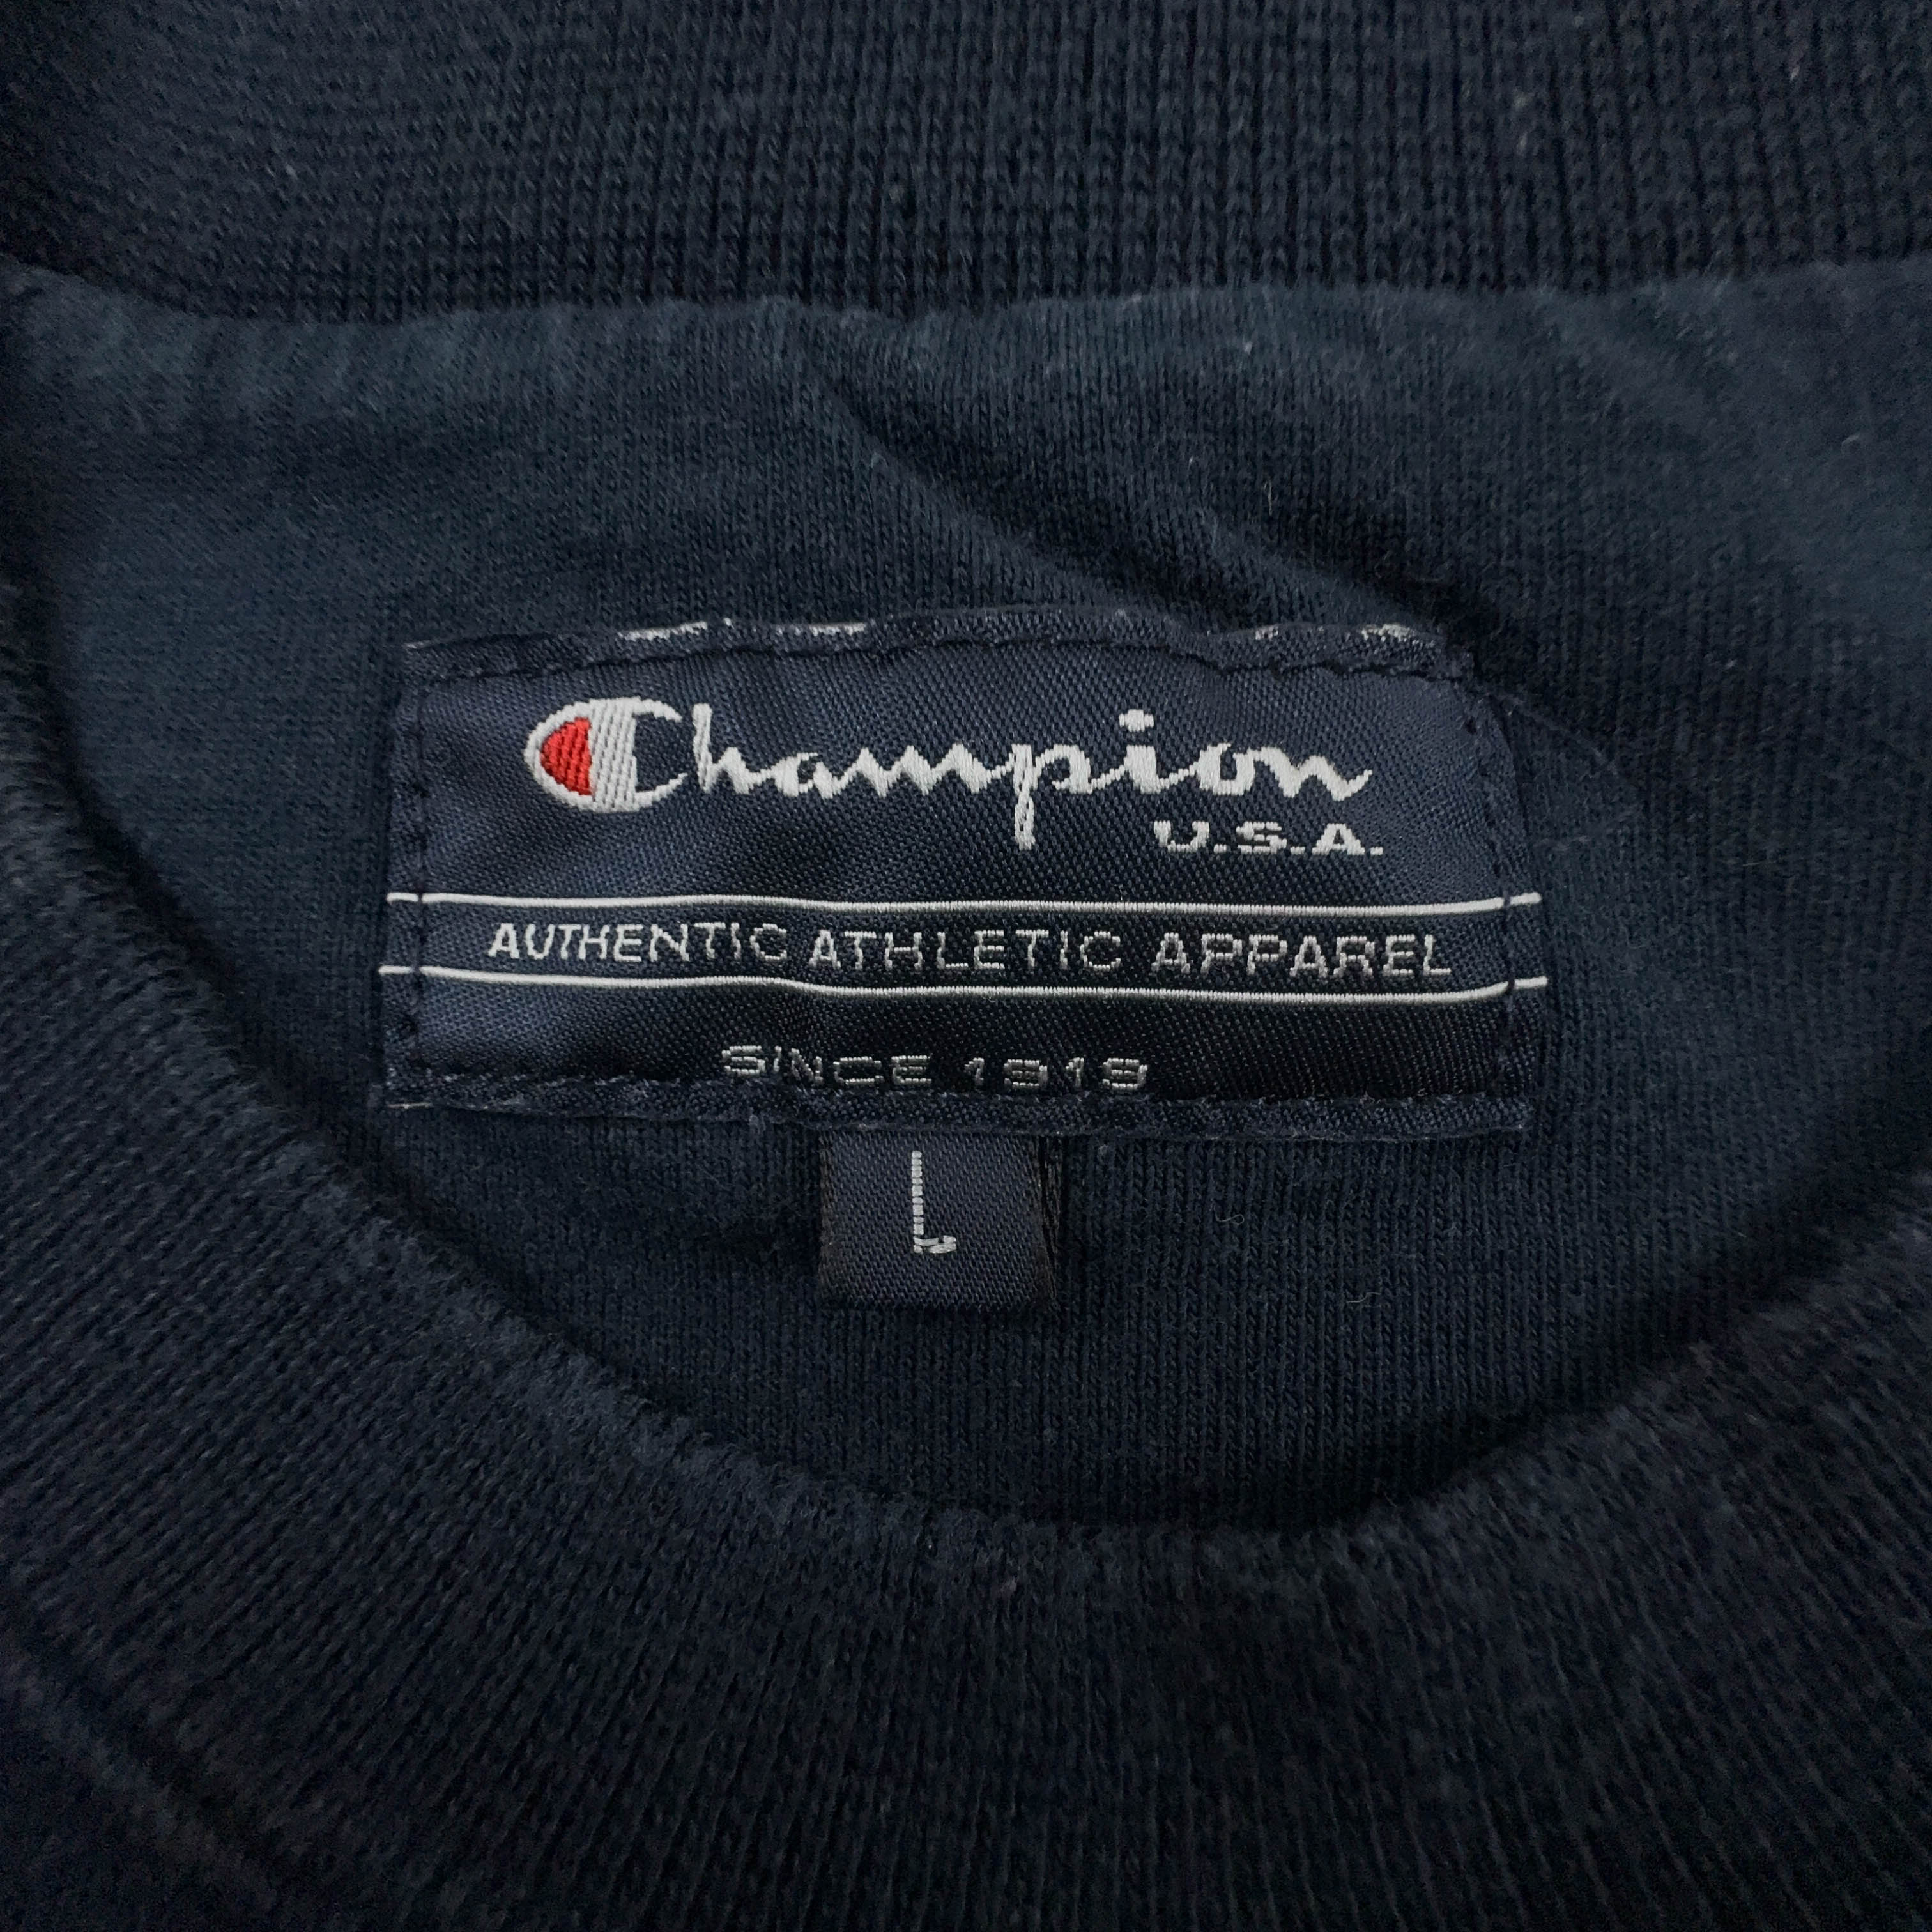 Champion
U.S.A.
AUTHENTIC ATHLETIC APPAREL
SINCE 1919
L